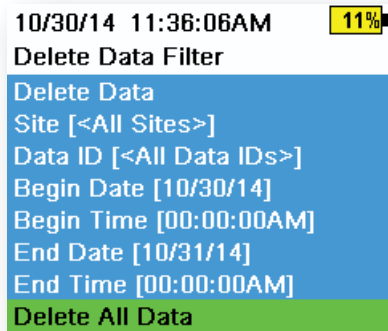 10/30/14 11:36:06AM 11%
Delete Data Filter
Delete Data
Site [<All Sites>]
Data ID [<All Data IDs>]
Begin Date [10/30/14]
Begin Time [00:00:00AM]
End Date [10/31/14]
End Time [00:00:00AM]
Delete All Data